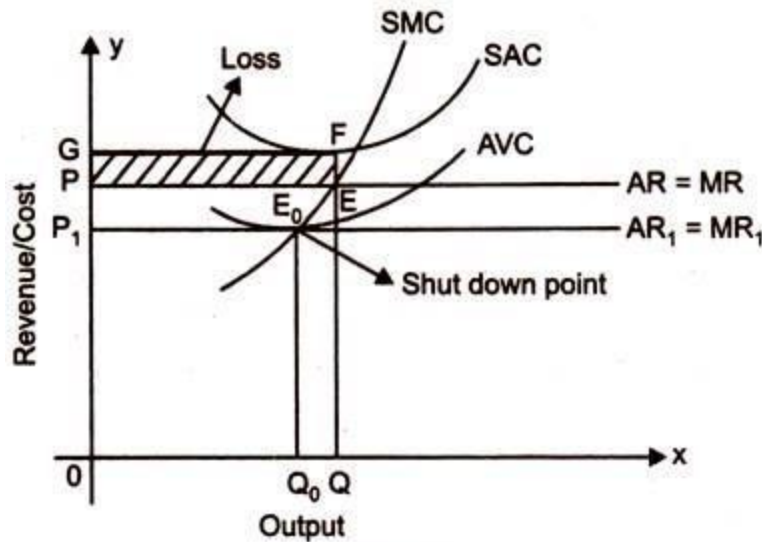 SMC
y
Loss
SAC
F
G
AVC
P
E₀
E
AR = MR
P₁
AR₁ = MR₁
Shut down point
Revenue/Cost
x
0
Q₀ Q
Output